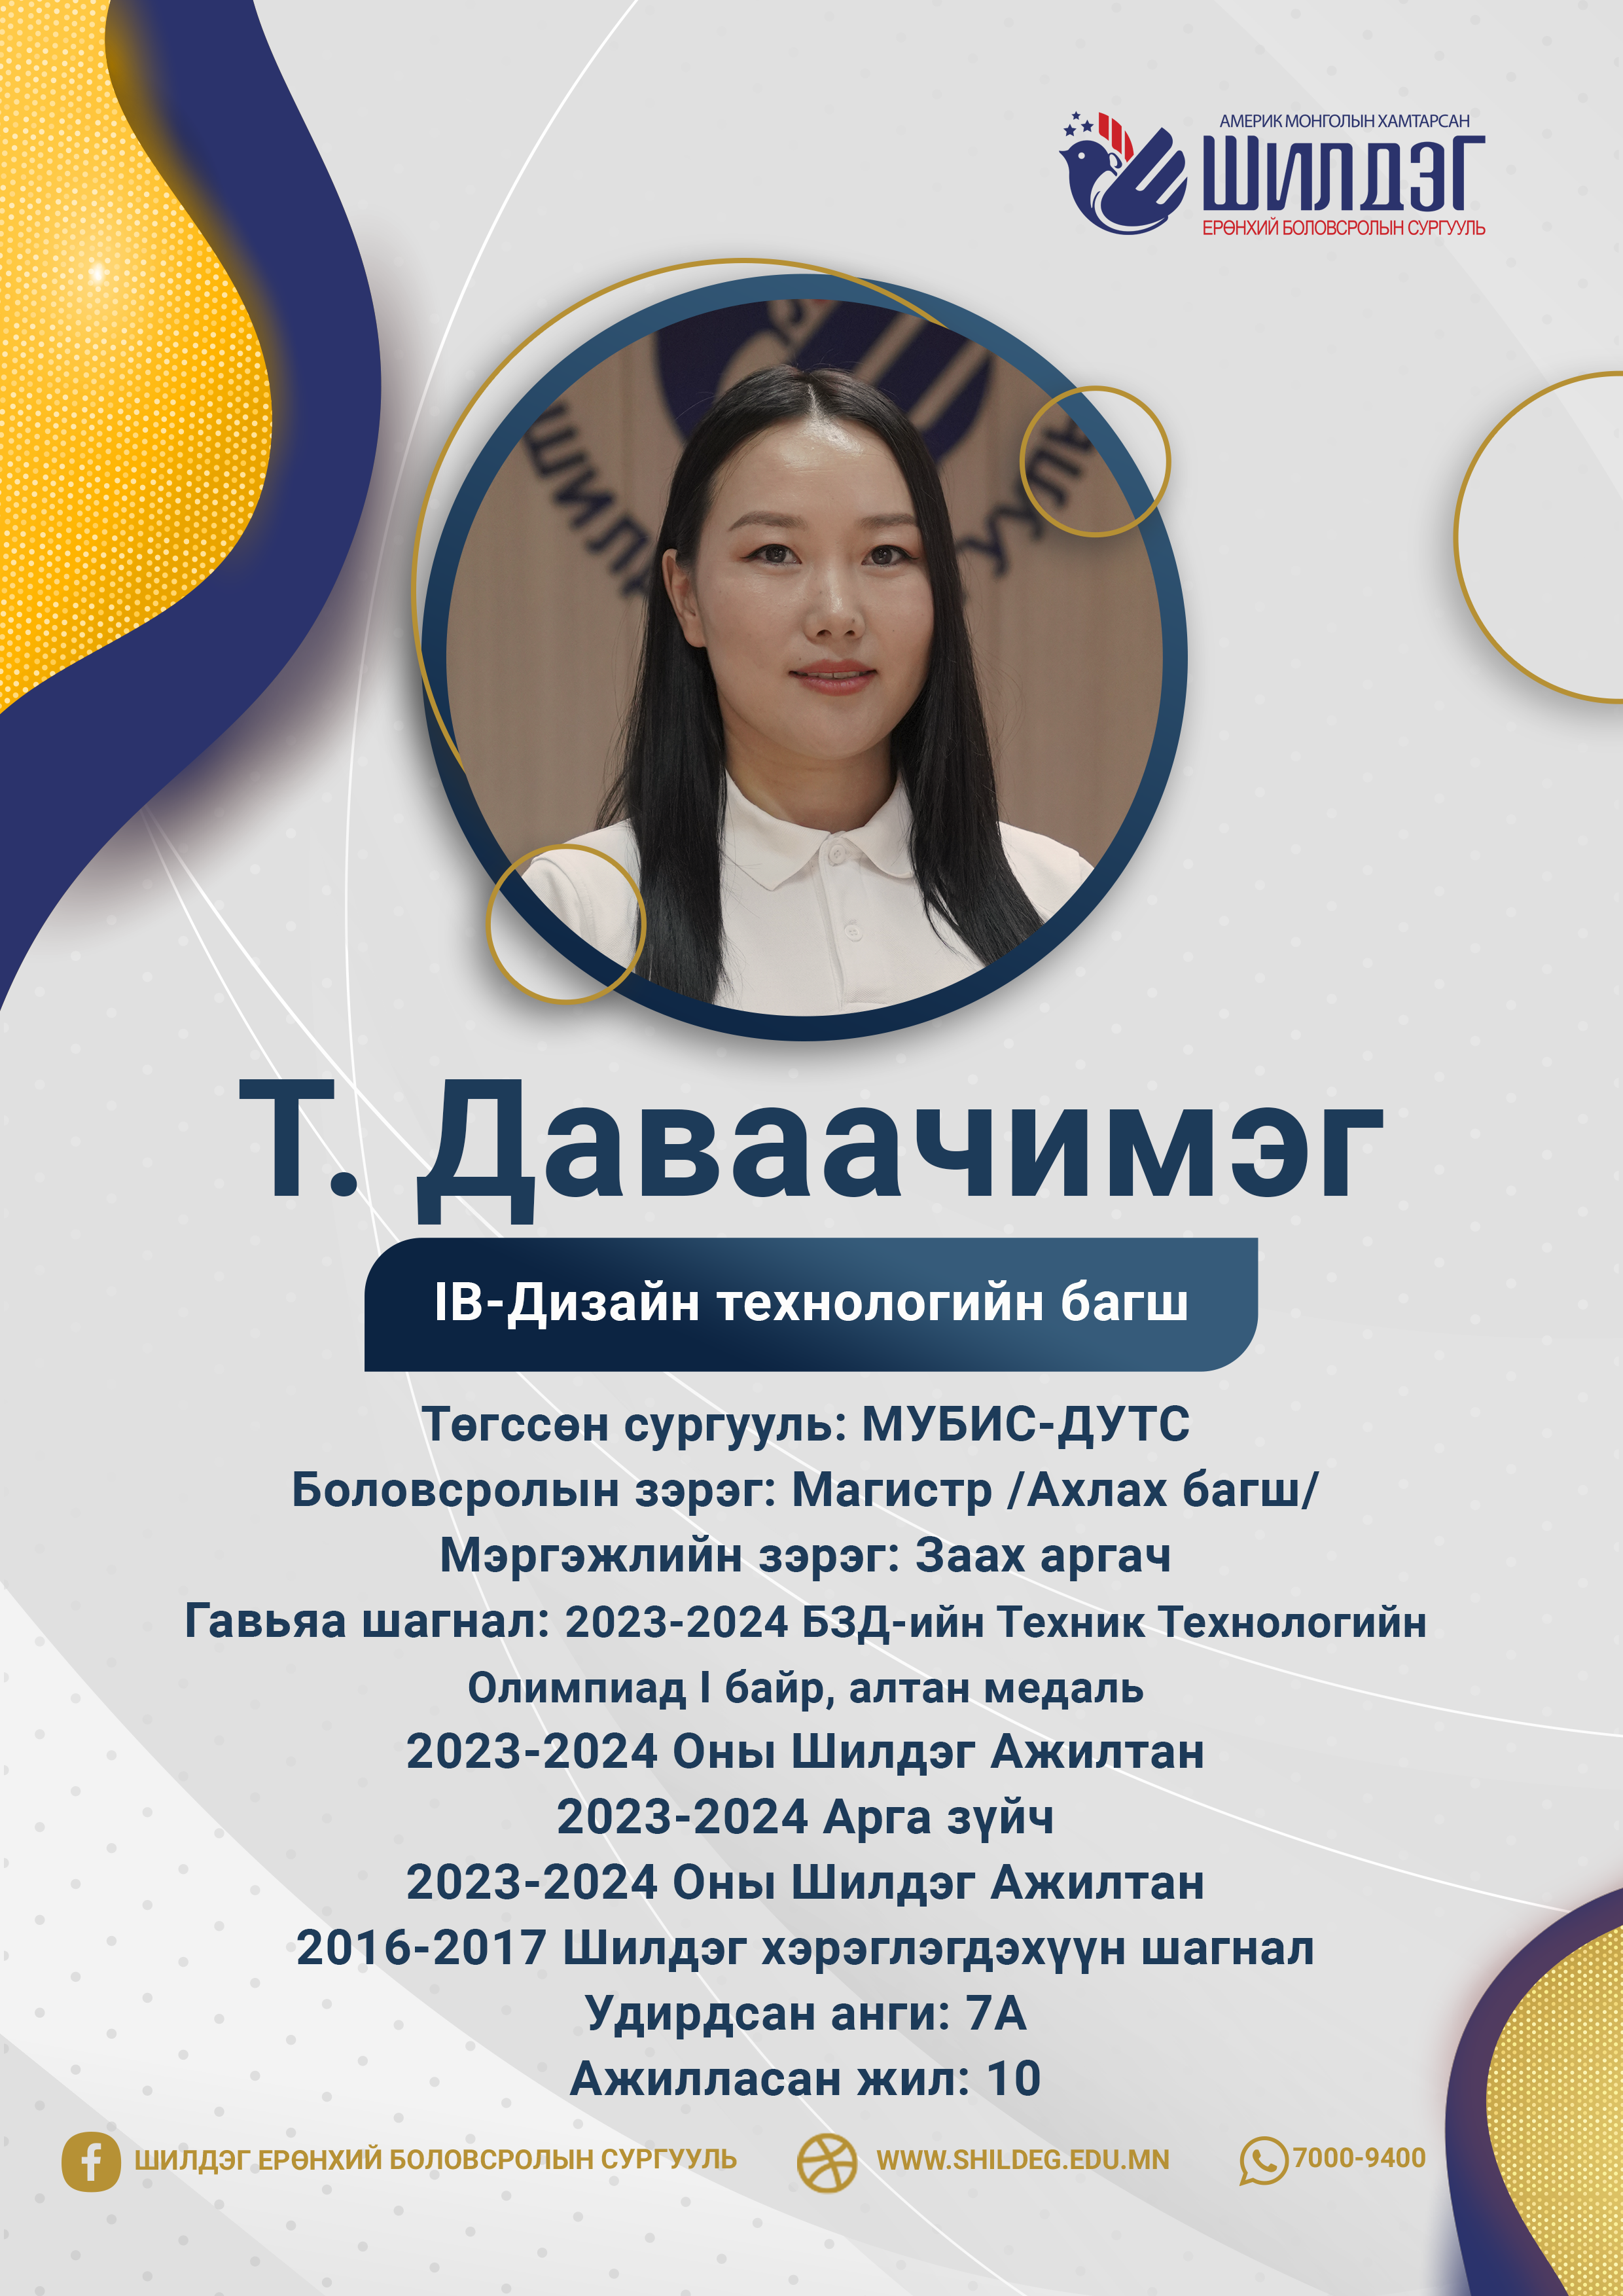 АМЕРИК МОНГОЛЫН ХАМТАРСАН
ШИЛДЭГ
ЕРӨНХИЙ БОЛОВСРОЛЫН СУРГУУЛЬ
ШИЛ
УУЛЬ
Т. Даваачимэг
IB-Дизайн технологийн багш
Төгссөн сургууль: МУБИС-ДУТС
Боловсролын зэрэг: Магистр /Ахлах багш/
Мэргэжлийн зэрэг: Заах аргач
Гавьяа шагнал: 2023-2024 БЗД-ийн Техник Технологийн
Олимпиад I байр, алтан медаль
2023-2024 Оны Шилдэг Ажилтан
2023-2024 Арга зүйч
2023-2024 Оны Шилдэг Ажилтан
2016-2017 Шилдэг хэрэглэгдэхүүн шагнал
Удирдсан анги: 7А
Ажилласан жил: 10
ШИЛДЭГ ЕРӨНХИЙ БОЛОВСРОЛЫН СУРГУУЛЬ
WWW.SHILDEG.EDU.MN
7000-9400